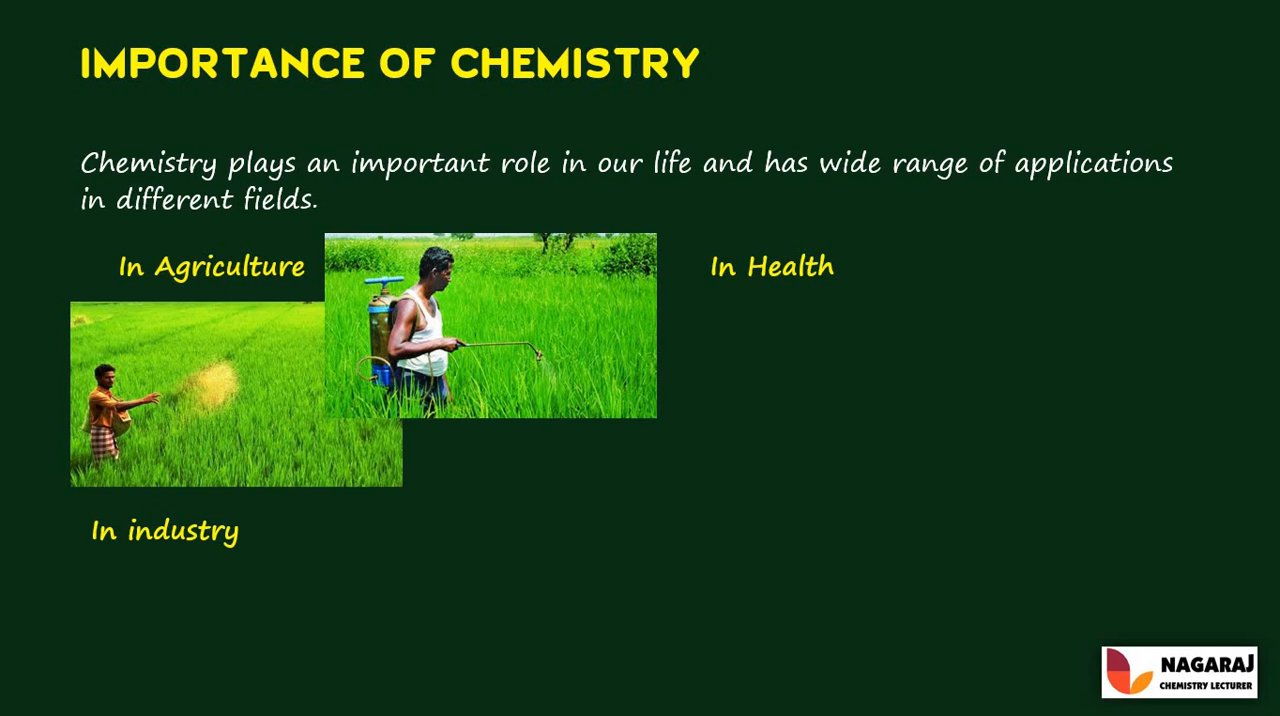 IMPORTANCE OF CHEMISTRY
Chemistry plays an important role in our life and has wide range of applications
in different fields.
In Agriculture
In Health
In industry
NAGARAJ
CHEMISTRY LECTURER